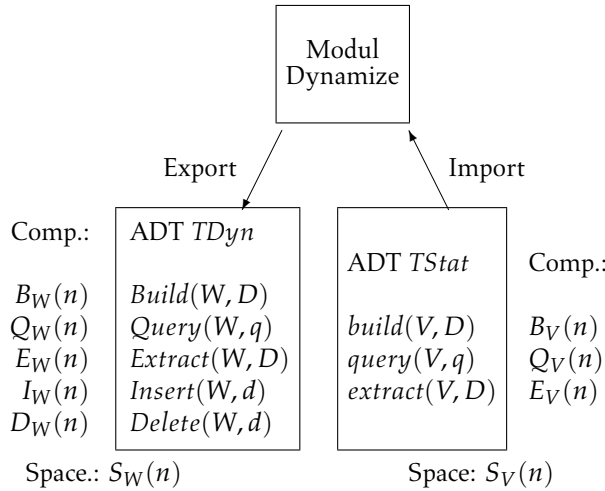 Modul
Dynamize
Export
Import
Comp.:
ADT TDyn
B_W(n) Build(W, D)
Q_W(n) Query(W, q)
E_W(n) Extract(W, D)
I_W(n) Insert(W, d)
D_W(n) Delete(W, d)
Space.: S_W(n)
ADT TStat
Comp.:
build(V, D) B_V(n)
query(V, q) Q_V(n)
extract(V, D) E_V(n)
Space: S_V(n)